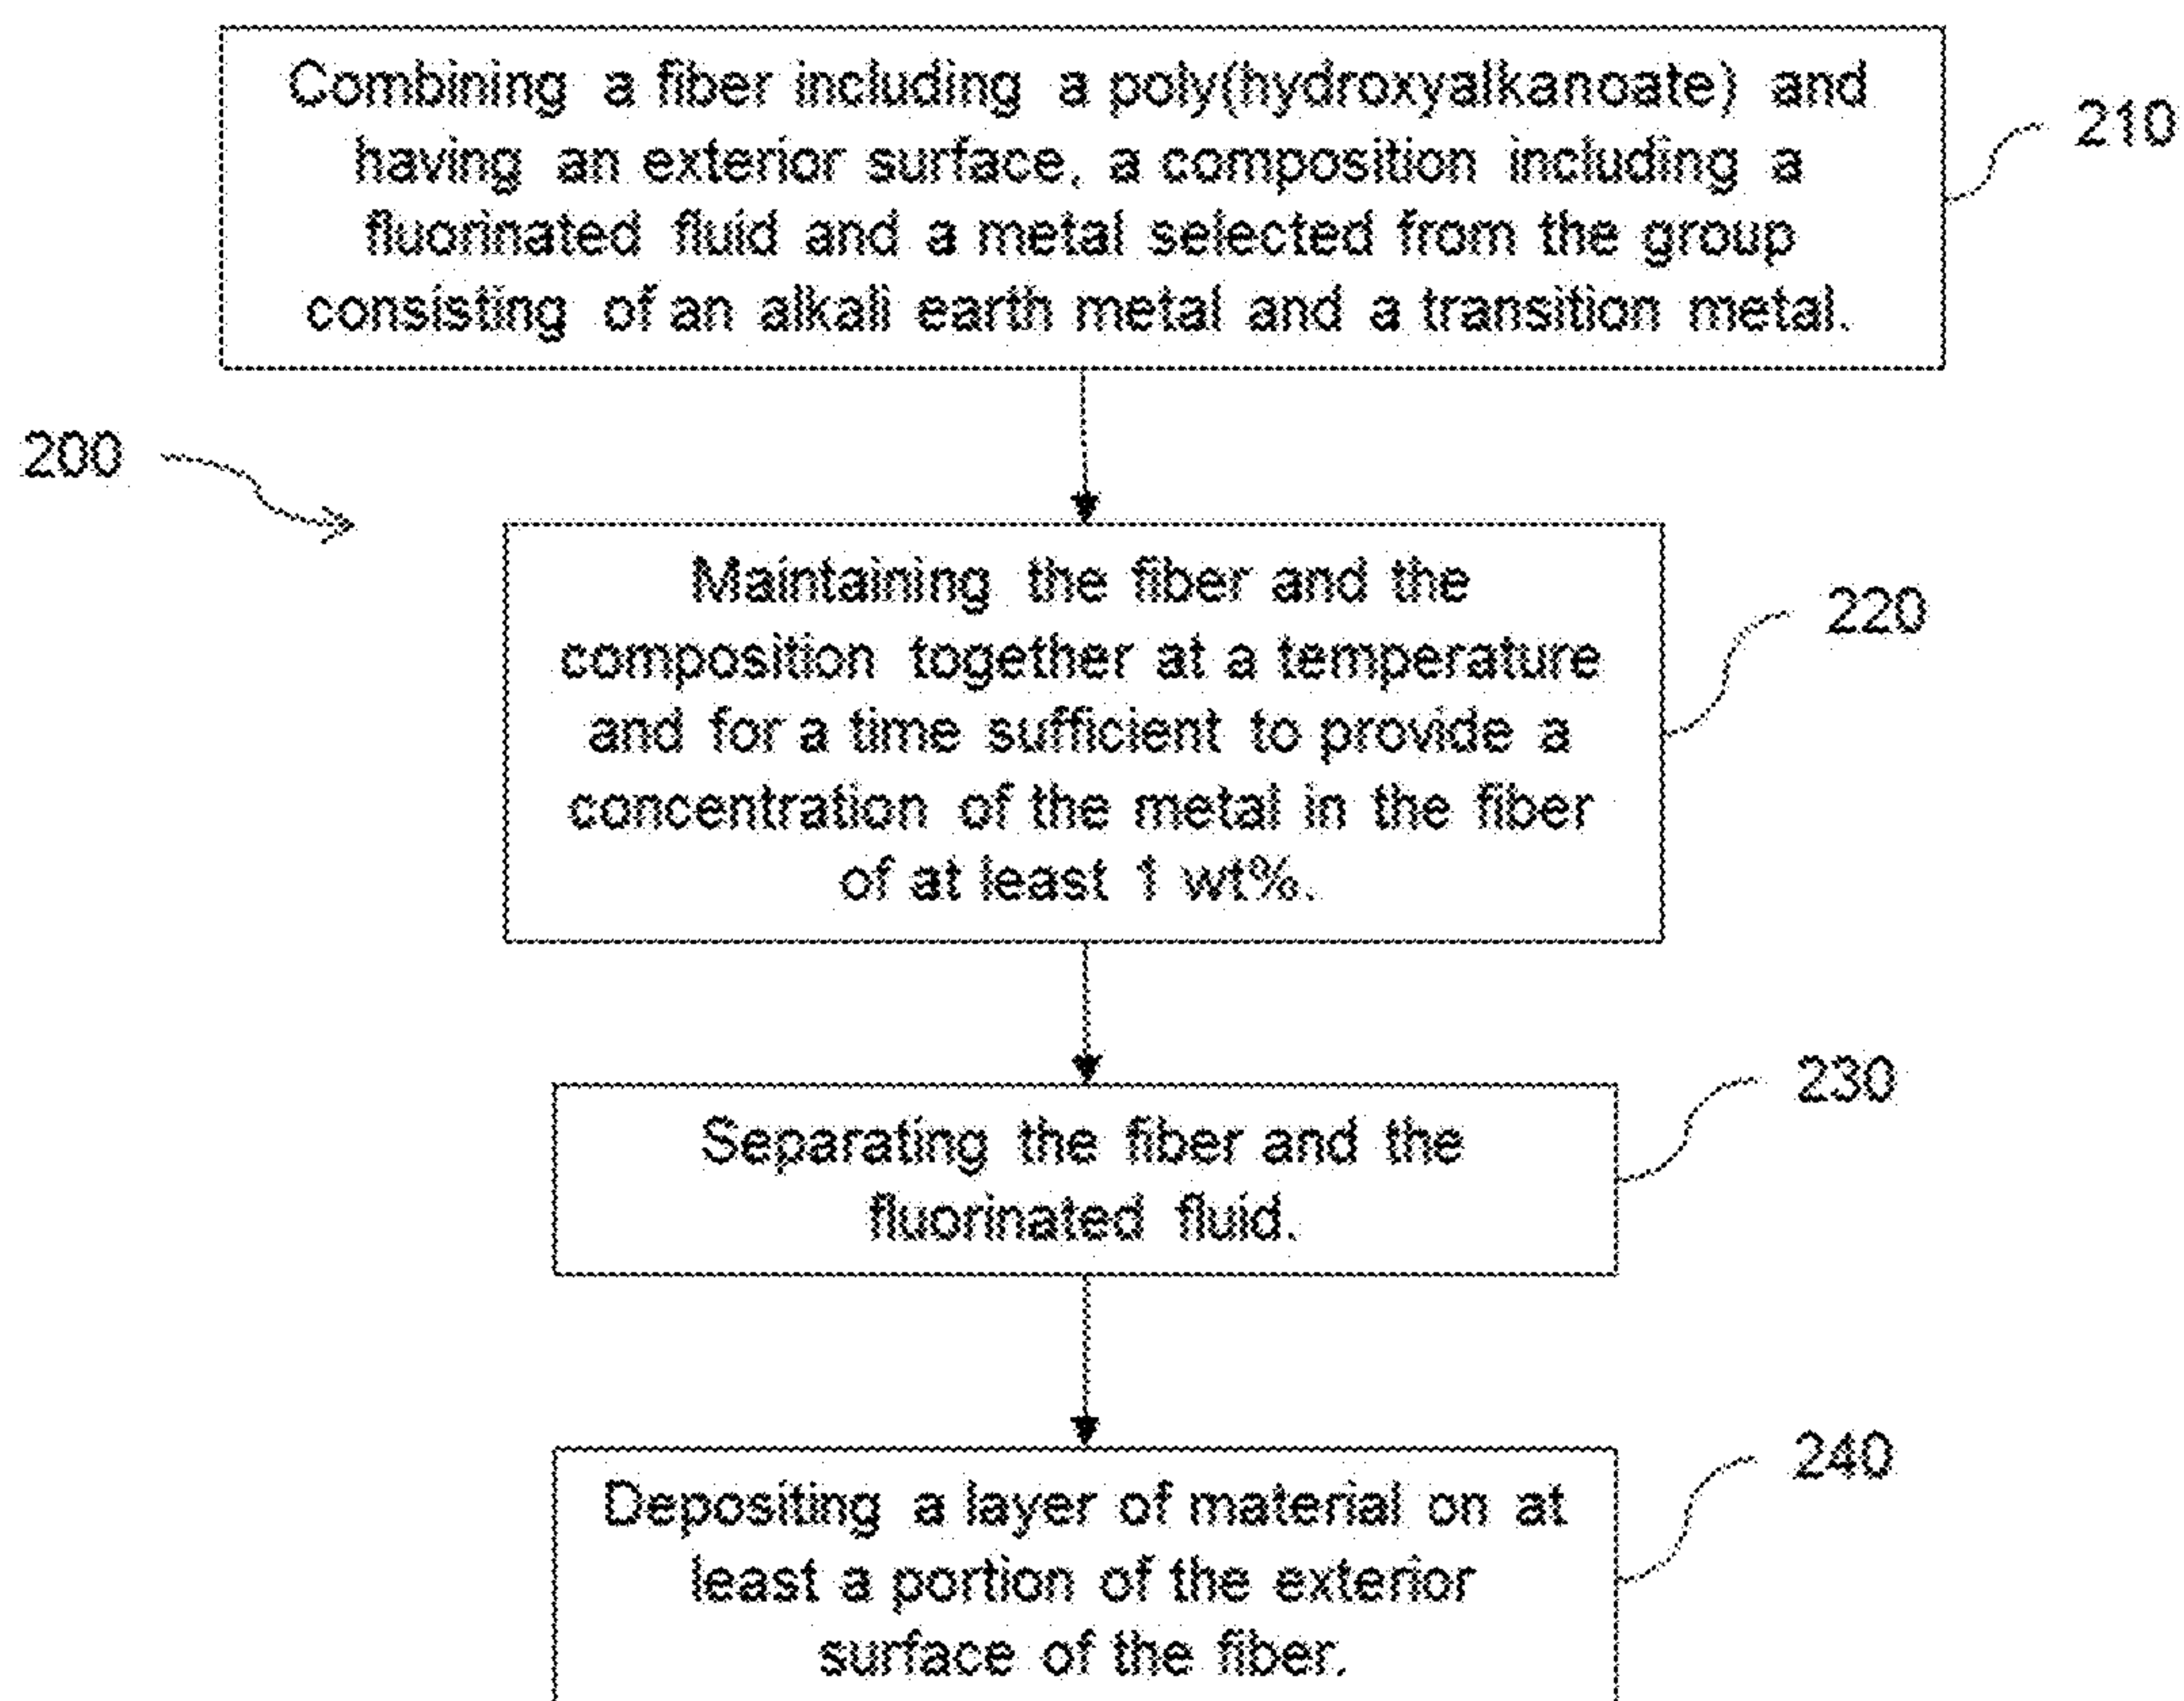 Combining a fiber including a poly(hydroxyalkanoate) and
having an exterior surface, a composition including a
fluorinated fluid and a metal selected from the group
consisting of an alkali earth metal and a transition metal.
210
200
Maintaining the fiber and the
composition together at a temperature
and for a time sufficient to provide a
concentration of the metal in the fiber
of at least 1 wt%.
220
Separating the fiber and the
fluorinated fluid.
230
Depositing a layer of material on at
least a portion of the exterior
surface of the fiber.
240